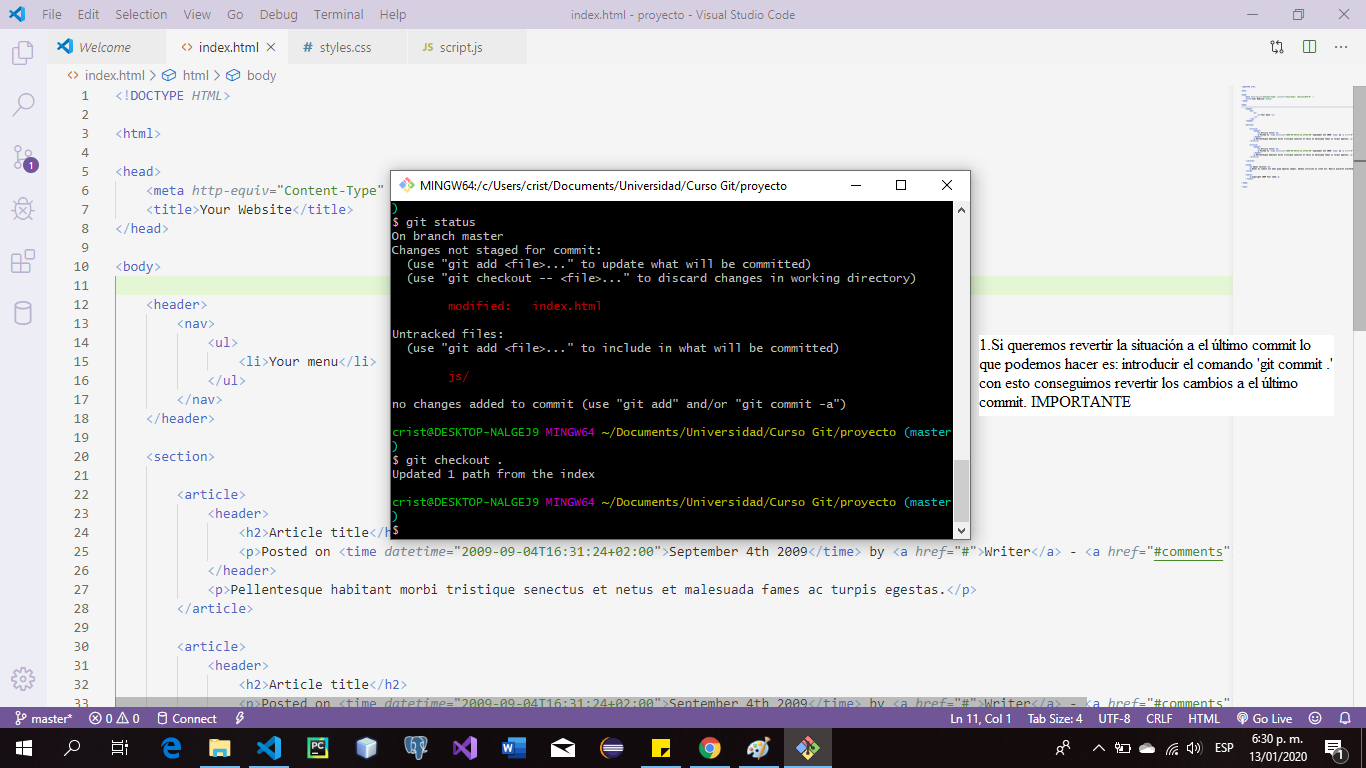 File Edit Selection View Go Debug Terminal Help index.html - proyecto - Visual Studio Code
Welcome
<> index.html ×
# styles.css
JS script.js
<> index.html > html > body
1 <!DOCTYPE HTML>
2
3 <html>
4
5 <head>
6 <meta http-equiv="Content-Type"
7 <title>Your Website</title>
8 </head>
9
10 <body>
11
12 <header>
13 <nav>
14 <ul>
15 <li>Your menu</li>
16 </ul>
17 </nav>
18 </header>
19
20 <section>
21
22 <article>
23 <header>
24 <h2>Article title</h
25 <p>Posted on <time datetime="2009-09-04T16:31:24+02:00">September 4th 2009</time> by <a href="#">Writer</a> - <a href="#comments"
26 </header>
27 <p>Pellentesque habitant morbi tristique senectus et netus et malesuada fames ac turpis egestas.</p>
28 </article>
29
30 <article>
31 <header>
32 <h2>Article title</h2>
33 <p>Posted on <time datetime="2009-09-04T16:31:24+02:00">September 4th 2009</time> by <a href="#">Writer</a> - <a href="#comments"
1
MINGW64:/c/Users/crist/Documents/Universidad/Curso Git/proyecto
)
$ git status
On branch master
Changes not staged for commit:
(use "git add <file>..." to update what will be committed)
(use "git checkout -- <file>..." to discard changes in working directory)
modified: index.html
Untracked files:
(use "git add <file>..." to include in what will be committed)
js/
no changes added to commit (use "git add" and/or "git commit -a")
crist@DESKTOP-NALGEJ9 MINGW64 ~/Documents/Universidad/Curso Git/proyecto (master
)
$ git checkout .
Updated 1 path from the index
crist@DESKTOP-NALGEJ9 MINGW64 ~/Documents/Universidad/Curso Git/proyecto (master
)
$
1.Si queremos revertir la situación a el último commit lo
que podemos hacer es: introducir el comando 'git commit .'
con esto conseguimos revertir los cambios a el último
commit. IMPORTANTE
master* 0 0 Connect Ln 11, Col 1 Tab Size: 4 UTF-8 CRLF HTML Go Live
ESP
6:30 p. m.
13/01/2020
1